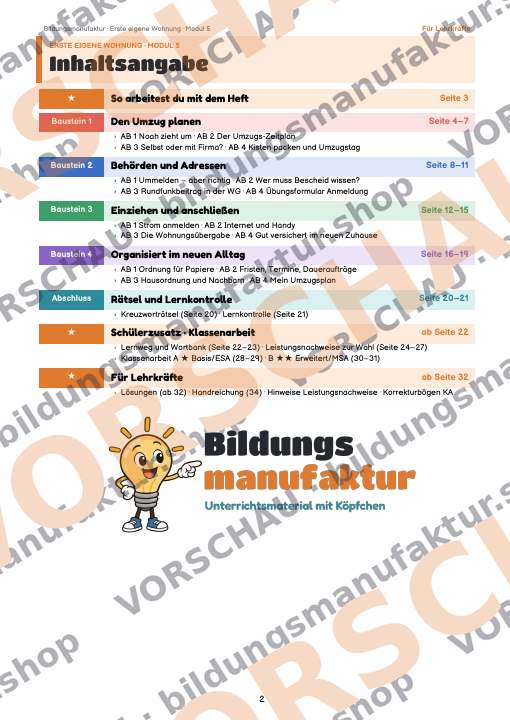 Bildungsmanufaktur · Erste eigene Wohnung · Modul 5
Für Lehrkräfte
ERSTE EIGENE WOHNUNG · MODUL 5
Inhaltsangabe
★ So arbeitest du mit dem Heft Seite 3
Baustein 1 Den Umzug planen Seite 4–7
› AB 1 Noch zieht um · AB 2 Der Umzugs-Zeitplan
› AB 3 Selbst oder mit Firma? · AB 4 Kisten packen und Umzugstag
Baustein 2 Behörden und Adressen Seite 8–11
› AB 1 Ummelden – aber richtig · AB 2 Wer muss Bescheid wissen?
› AB 3 Rundfunkbeitrag in der WG · AB 4 Übungsformular Anmeldung
Baustein 3 Einziehen und anschließen Seite 12–15
› AB 1 Strom anmelden · AB 2 Internet und Handy
AB 3 Die Wohnungsübergabe · AB 4 Gut versichert im neuen Zuhause
Baustein 4 Organisiert im neuen Alltag Seite 16–19
› AB 1 Ordnung für Papiere · AB 2 Fristen, Termine, Daueraufträge
› AB 3 Hausordnung und Nachbarn · AB 4 Mein Umzugsplan
Abschluss Rätsel und Lernkontrolle Seite 20–21
› Kreuzworträtsel (Seite 20) · Lernkontrolle (Seite 21)
★ Schülerzusatz · Klassenarbeit ab Seite 22
› Lernweg und Wortbank (Seite 22–23) · Leistungsnachweise zur Wahl (Seite 24–27)
Klassenarbeit A ★ Basis/ESA (28–29) · B ★★ Erweitert/MSA (30–31)
★ Für Lehrkräfte ab Seite 32
› Lösungen (ab 32) · Handreichung (34) · Hinweise Leistungsnachweise · Korrekturbögen KA
Bildungs
manufaktur
Unterrichtsmaterial mit Köpfchen
VORSCHAU · bildungsmanufaktur.shop
2